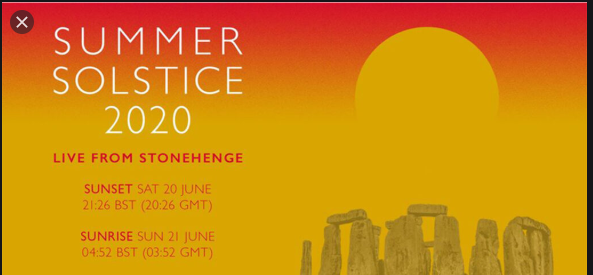 SUMMER
SOLSTICE
2020
LIVE FROM STONEHENGE
SUNSET SAT 20 JUNE
21:26 BST (20:26 GMT)
SUNRISE SUN 21 JUNE
04:52 BST (03:52 GMT)